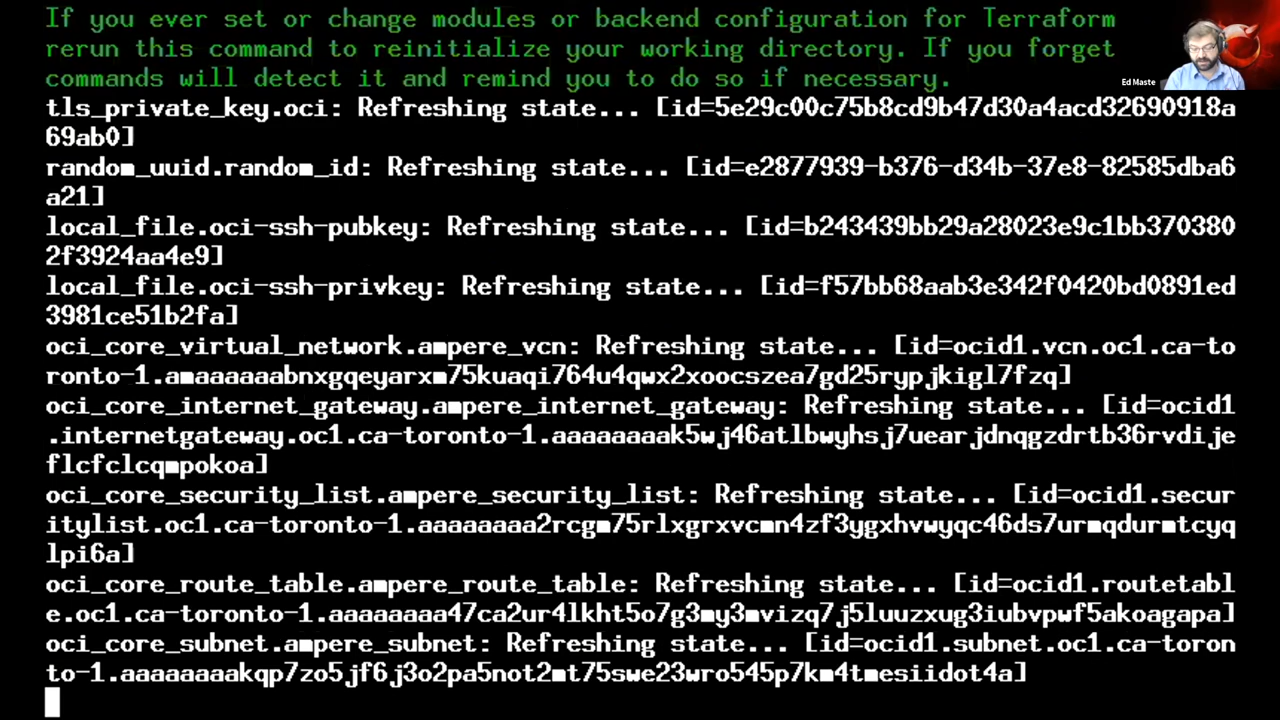 If you ever set or change modules or backend configuration for Terraform
rerun this command to reinitialize your working directory. If you forget
commands will detect it and remind you to do so if necessary.
Ed Maste
tls_private_key.oci: Refreshing state... [id=5e29c00c75b8cd9b47d30a4acd32690918a
69ab0]
random_uuid.random_id: Refreshing state... [id=e2877939-b376-d34b-37e8-82585dba6
a21]
local_file.oci-ssh-pubkey: Refreshing state... [id=b243439bb29a28023e9c1bb370380
2f3924aa4e9]
local_file.oci-ssh-privkey: Refreshing state... [id=f57bb68aab3e342f0420bd0891ed
3981ce51b2fa]
oci_core_virtual_network.ampere_vcn: Refreshing state... [id=ocid1.vcn.oc1.ca-to
ronto-1.amaaaaaabnxgqeyarxm75kuaqi764u4qwx2xoocszea7gd25rypjkigl7fzq]
oci_core_internet_gateway.ampere_internet_gateway: Refreshing state... [id=ocid1
.internetgateway.oc1.ca-toronto-1.aaaaaaaak5wj46atlbwyhsj7uearjdnqgzdrtb36rvdije
flcfclcqmpokoa]
oci_core_security_list.ampere_security_list: Refreshing state... [id=ocid1.secur
itylist.oc1.ca-toronto-1.aaaaaaaa2rcgm75rlxgrxvcmn4zf3ygxhvwyqc46ds7urmqdurmtcyq
lpi6a]
oci_core_route_table.ampere_route_table: Refreshing state... [id=ocid1.routetabl
e.oc1.ca-toronto-1.aaaaaaaa47ca2ur4lkht5o7g3my3mvizq7j5luuzxug3iubvpwf5akoagapa]
oci_core_subnet.ampere_subnet: Refreshing state... [id=ocid1.subnet.oc1.ca-toron
to-1.aaaaaaaakqp7zo5jf6j3o2pa5not2mt75swe23wro545p7km4tmesiidot4a]